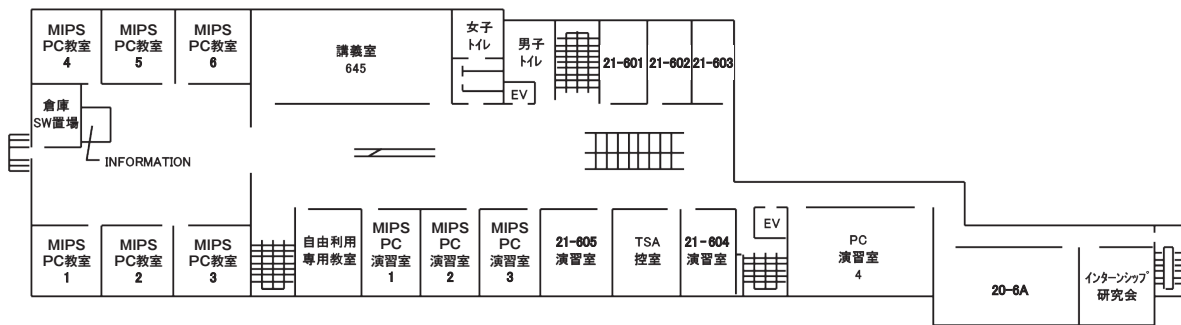 MIPS
PC教室
4
MIPS
PC教室
5
MIPS
PC教室
6
講義室
645
女子
トイレ
男子
トイレ
EV
21-601
21-602
21-603
倉庫
SW置場
INFORMATION
MIPS
PC教室
1
MIPS
PC教室
2
MIPS
PC教室
3
自由利用
専用教室
MIPS
PC
演習室
1
MIPS
PC
演習室
2
MIPS
PC
演習室
3
21-605
演習室
TSA
控室
21-604
演習室
EV
PC
演習室
4
20-6A
インターンシップ
研究会